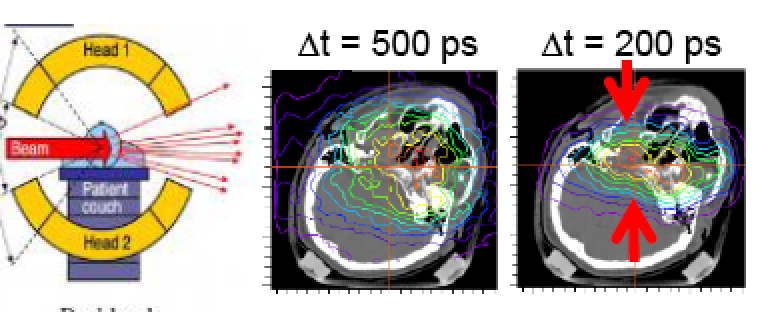 Head 1
Beam
Patient
couch
Head 2
Δt = 500 ps
Δt = 200 ps